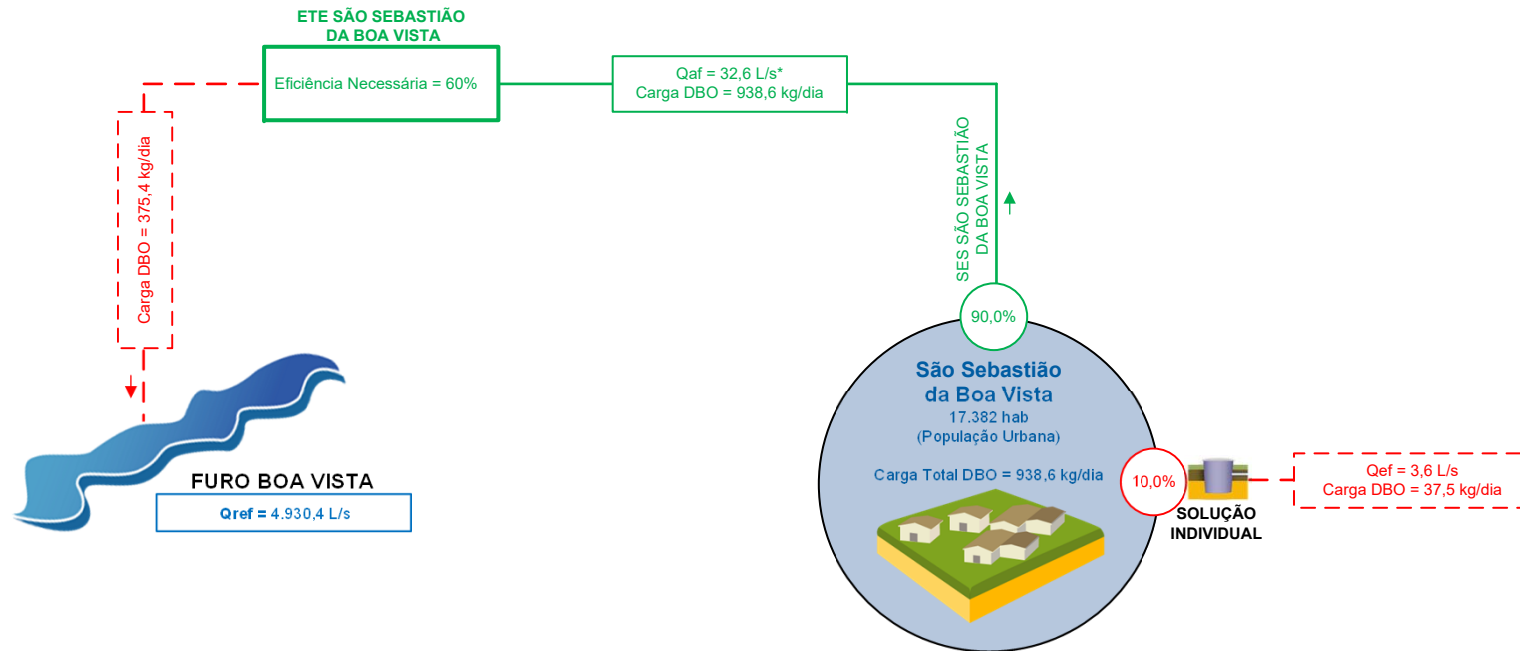 ETE SÃO SEBASTIÃO
DA BOA VISTA
Eficiência Necessária = 60%
Qaf = 32,6 L/s*
Carga DBO = 938,6 kg/dia
Carga DBO = 375,4 kg/dia
SES SÃO SEBASTIÃO
DA BOA VISTA
90,0%
São Sebastião
da Boa Vista
17.382 hab
(População Urbana)
Carga Total DBO = 938,6 kg/dia
10,0%
SOLUÇÃO
INDIVIDUAL
Qef = 3,6 L/s
Carga DBO = 37,5 kg/dia
FURO BOA VISTA
Qref = 4.930,4 L/s